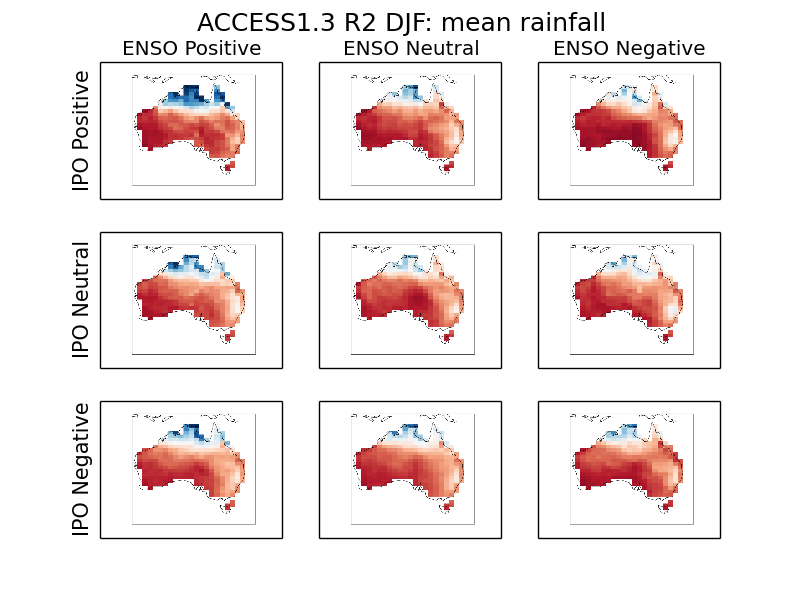 ACCESS1.3 R2 DJF: mean rainfall
ENSO Positive
ENSO Neutral
ENSO Negative
IPO Positive
IPO Neutral
IPO Negative